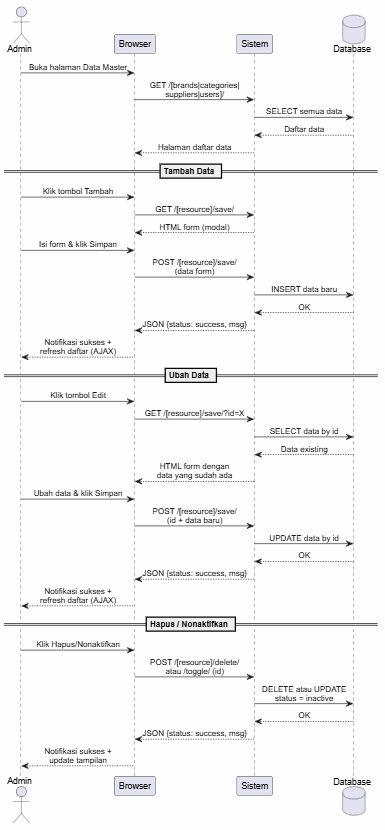 Admin
Browser
Sistem
Database
Buka halaman Data Master
GET /[brands|categories|
suppliers|users]/
SELECT semua data
Daftar data
Halaman daftar data
Tambah Data
Klik tombol Tambah
GET /[resource]/save/
HTML form (modal)
Isi form & klik Simpan
POST /[resource]/save/
(data form)
INSERT data baru
OK
JSON {status: success, msg}
Notifikasi sukses +
refresh daftar (AJAX)
Ubah Data
Klik tombol Edit
GET /[resource]/save/?id=X
SELECT data by id
Data existing
HTML form dengan
data yang sudah ada
Ubah data & klik Simpan
POST /[resource]/save/
(id + data baru)
UPDATE data by id
OK
JSON {status: success, msg}
Notifikasi sukses +
refresh daftar (AJAX)
Hapus / Nonaktifkan
Klik Hapus/Nonaktifkan
POST /[resource]/delete/
atau /toggle/ (id)
DELETE atau UPDATE
status = inactive
OK
JSON {status: success, msg}
Notifikasi sukses +
update tampilan
Admin
Browser
Sistem
Database